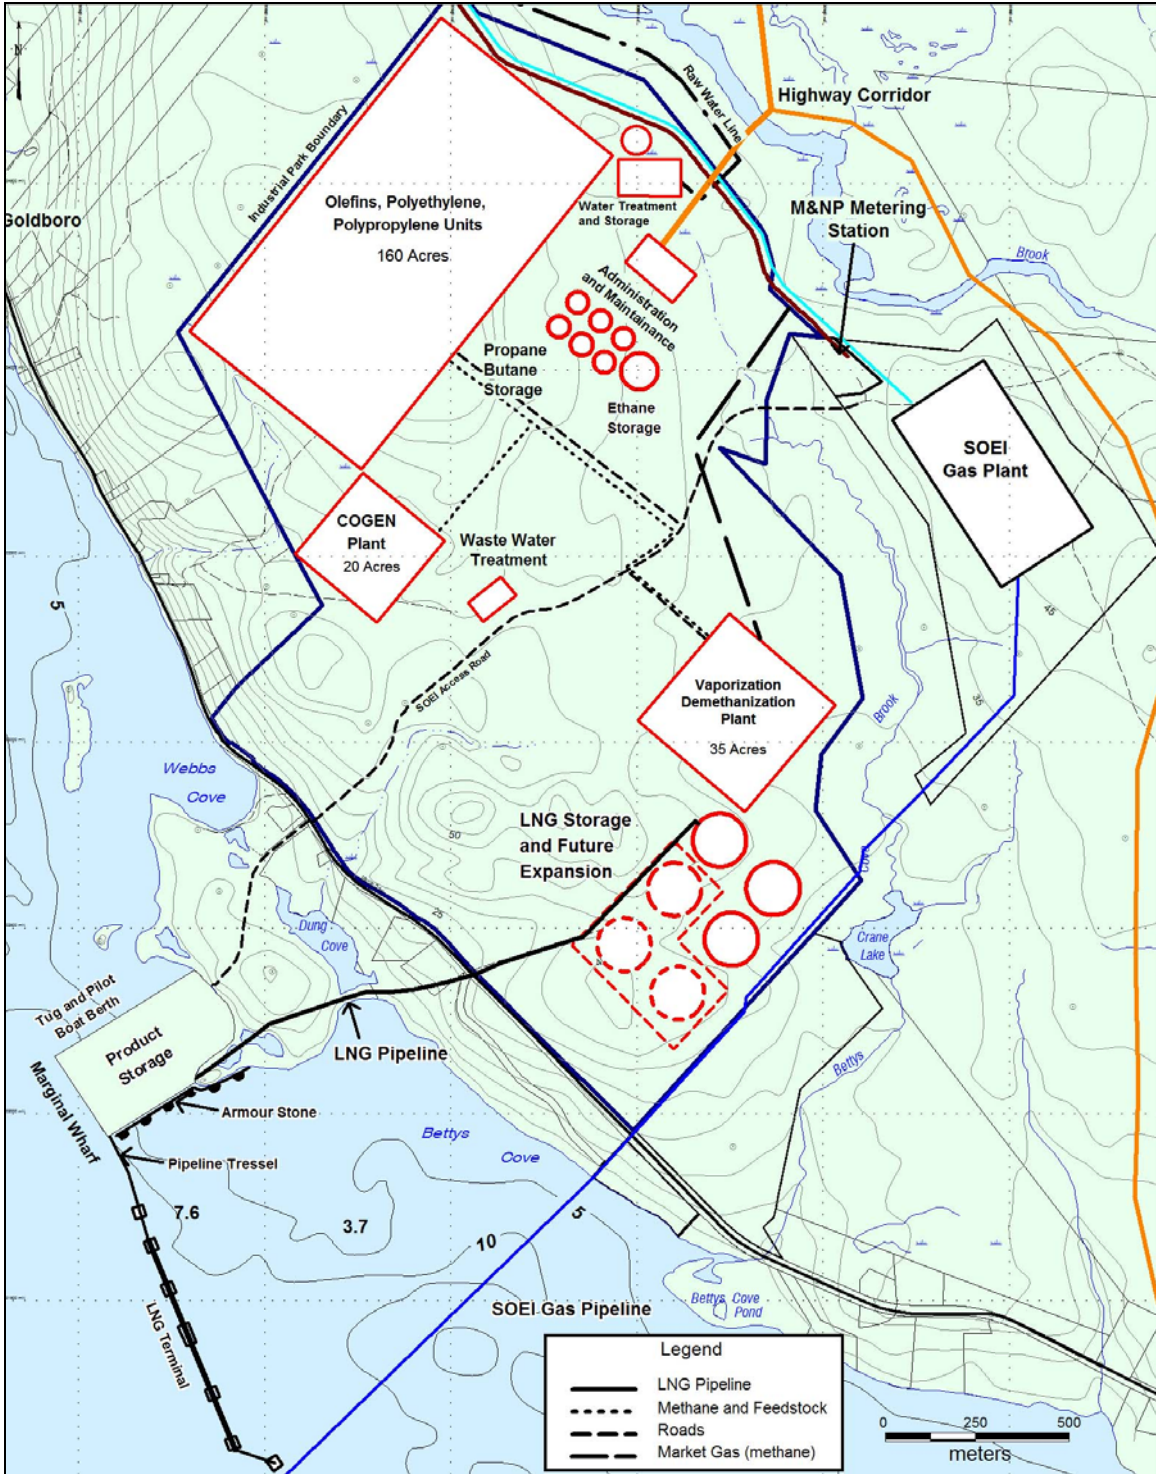 N
Raw Water Line
Highway Corridor
Industrial Park Boundary
Goldboro
Olefins, Polyethylene,
Polypropylene Units
160 Acres
Water Treatment
and Storage
M&NP Metering
Station
Brook
Administration
and Maintainance
Propane
Butane
Storage
Ethane
Storage
SOEI
Gas Plant
COGEN
Plant
20 Acres
Waste Water
Treatment
5
45
35
SOEI Access Road
Vaporization
Demethanization
Plant
35 Acres
Brook
Webbs
Cove
50
LNG Storage
and Future
Expansion
Cove
25
Dung
Cove
Crane
Lake
Tug and Pilot
Boat Berth
Product
Storage
LNG Pipeline
Bettys
Marginal Wharf
Armour Stone
Bettys
Cove
Pipeline Tressel
7.6
3.7
10
5
LNG Terminal
SOEI Gas Pipeline
Bettys Cove
Pond
Legend
LNG Pipeline
Methane and Feedstock
Roads
Market Gas (methane)
0 250 500
meters